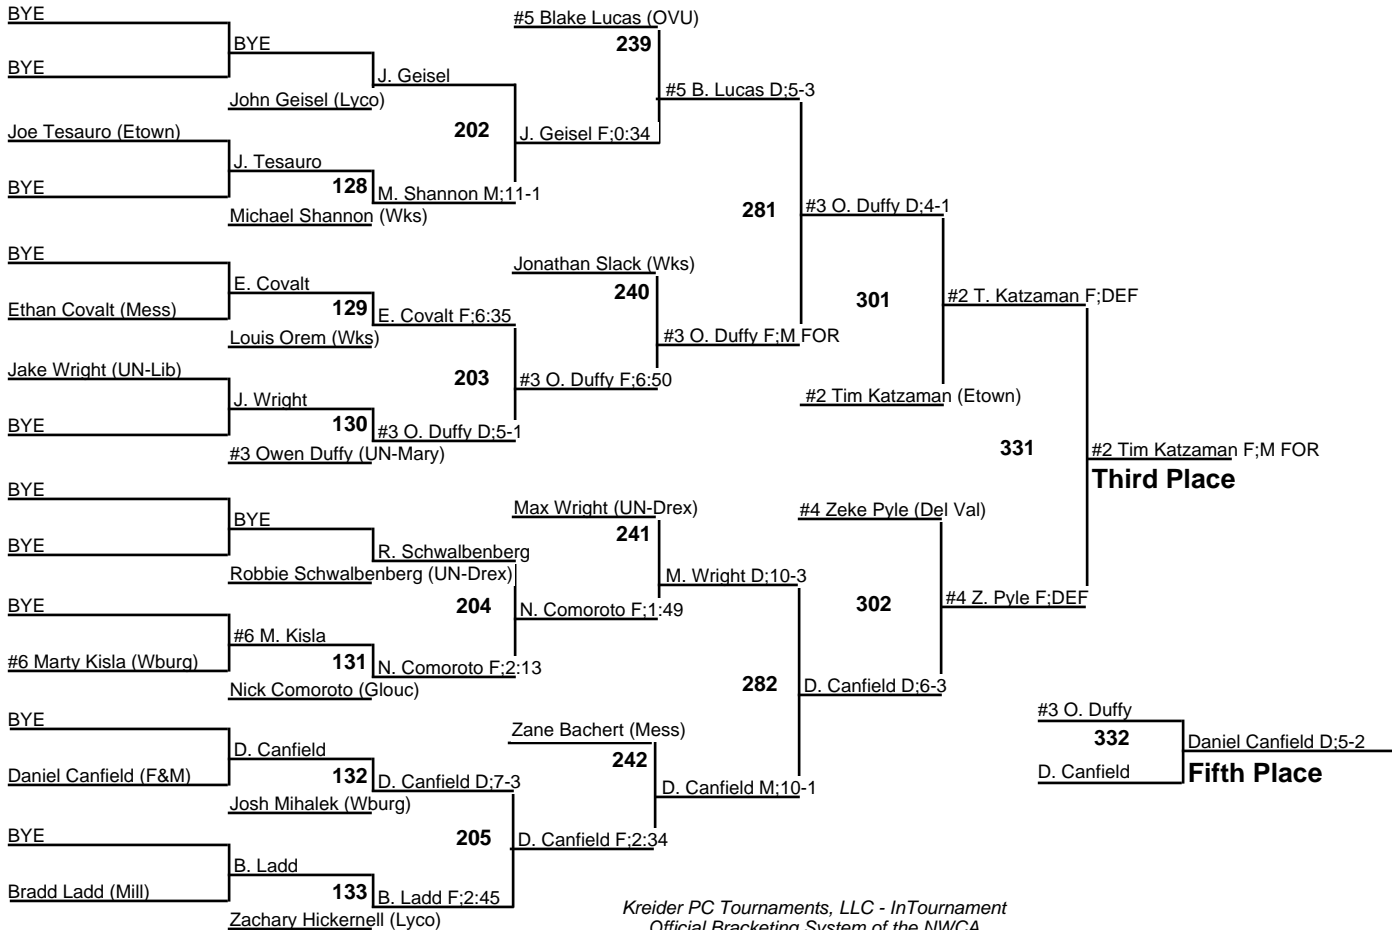 BYE
#5 Blake Lucas (OVU)
239
BYE
BYE
J. Geisel
#5 B. Lucas D;5-3
John Geisel (Lyco)
Joe Tesauro (Etown)
202
J. Geisel F;0:34
J. Tesauro
128
M. Shannon M;11-1
BYE
Michael Shannon (Wks)
281
#3 O. Duffy D;4-1
BYE
Jonathan Slack (Wks)
E. Covalt
240
301
#2 T. Katzaman F;DEF
Ethan Covalt (Mess)
129
E. Covalt F;6:35
Louis Orem (Wks)
#3 O. Duffy F;M FOR
Jake Wright (UN-Lib)
203
#3 O. Duffy F;6:50
J. Wright
#2 Tim Katzaman (Etown)
BYE
130
#3 O. Duffy D;5-1
#3 Owen Duffy (UN-Mary)
331
#2 Tim Katzaman F;M FOR
Third Place
BYE
Max Wright (UN-Drex)
#4 Zeke Pyle (Del Val)
BYE
241
BYE
R. Schwalbenberg
Robbie Schwalbenberg (UN-Drex)
M. Wright D;10-3
BYE
204
N. Comoroto F;1:49
302
#4 Z. Pyle F;DEF
#6 M. Kisla
#6 Marty Kisla (Wburg)
131
N. Comoroto F;2:13
Nick Comoroto (Glouc)
282
D. Canfield D;6-3
BYE
Zane Bachert (Mess)
#3 O. Duffy
D. Canfield
242
332
Daniel Canfield D;5-2
Daniel Canfield (F&M)
132
D. Canfield D;7-3
D. Canfield M;10-1
D. Canfield
Fifth Place
Josh Mihalek (Wburg)
BYE
205
D. Canfield F;2:34
B. Ladd
Bradd Ladd (Mill)
133
B. Ladd F;2:45
Zachary Hickernell (Lyco)
Kreider PC Tournaments, LLC - InTournament
Official Bracketing System of the NWCA